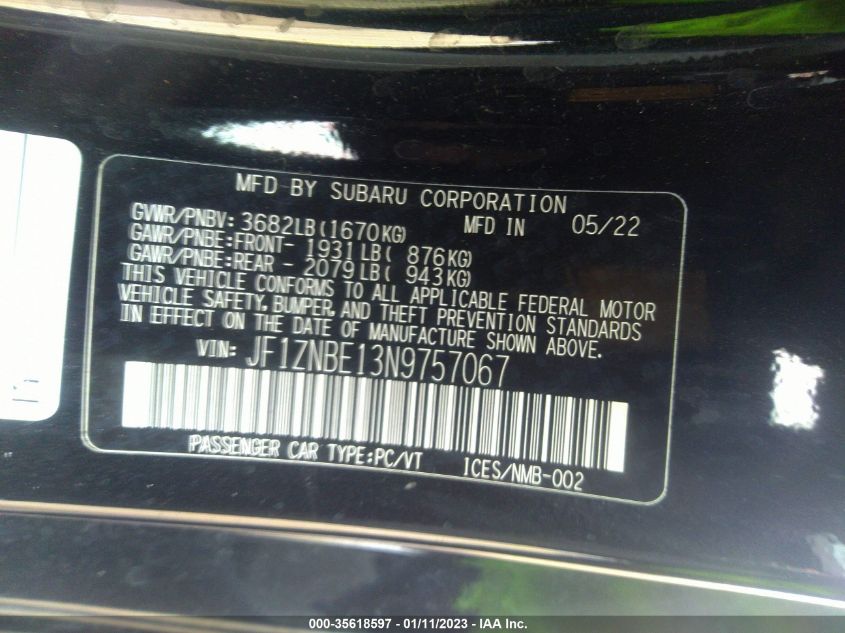 MFD BY SUBARU CORPORATION
GVWR/PNBV: 3682LB(1670KG) MFD IN 05/22
GAWR/PNBE:FRONT- 1931LB( 876KG)
GAWR/PNBE:REAR - 2079LB( 943KG)
THIS VEHICLE CONFORMS TO ALL APPLICABLE FEDERAL MOTOR
VEHICLE SAFETY, BUMPER, AND THEFT PREVENTION STANDARDS
IN EFFECT ON THE DATE OF MANUFACTURE SHOWN ABOVE.
VIN: JF1ZNBE13N9757067
PASSENGER CAR TYPE:PC/VT ICES/NMB-002
000-35618597 - 01/11/2023 - IAA Inc.